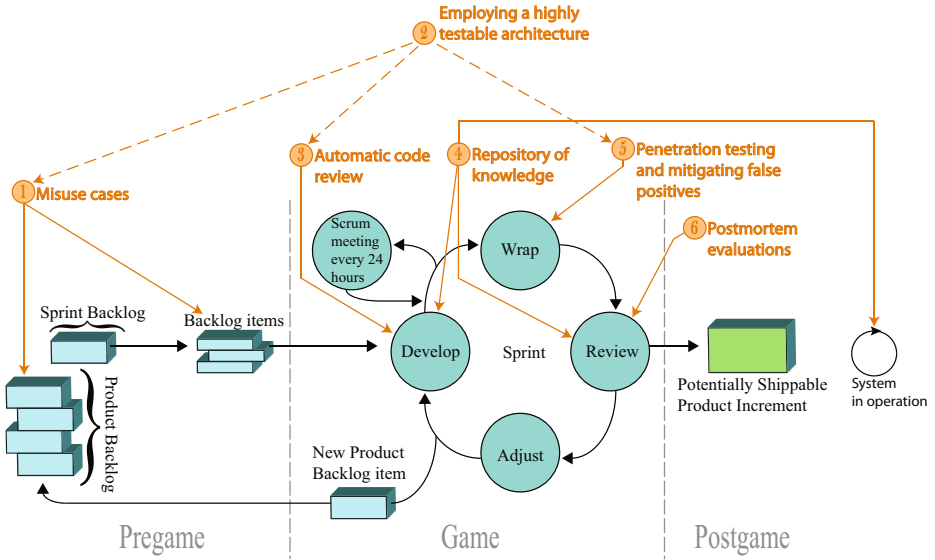 Employing a highly
testable architecture
2
3
Automatic code
review
4
Repository of
knowledge
5
Penetration testing
and mitigating false
positives
1
Misuse cases
6
Postmortem
evaluations
Scrum
meeting
every 24
hours
Wrap
Sprint Backlog
Backlog items
Develop
Sprint
Review
Product Backlog
Potentially Shippable
Product Increment
System
in operation
New Product
Backlog item
Adjust
Pregame
Game
Postgame